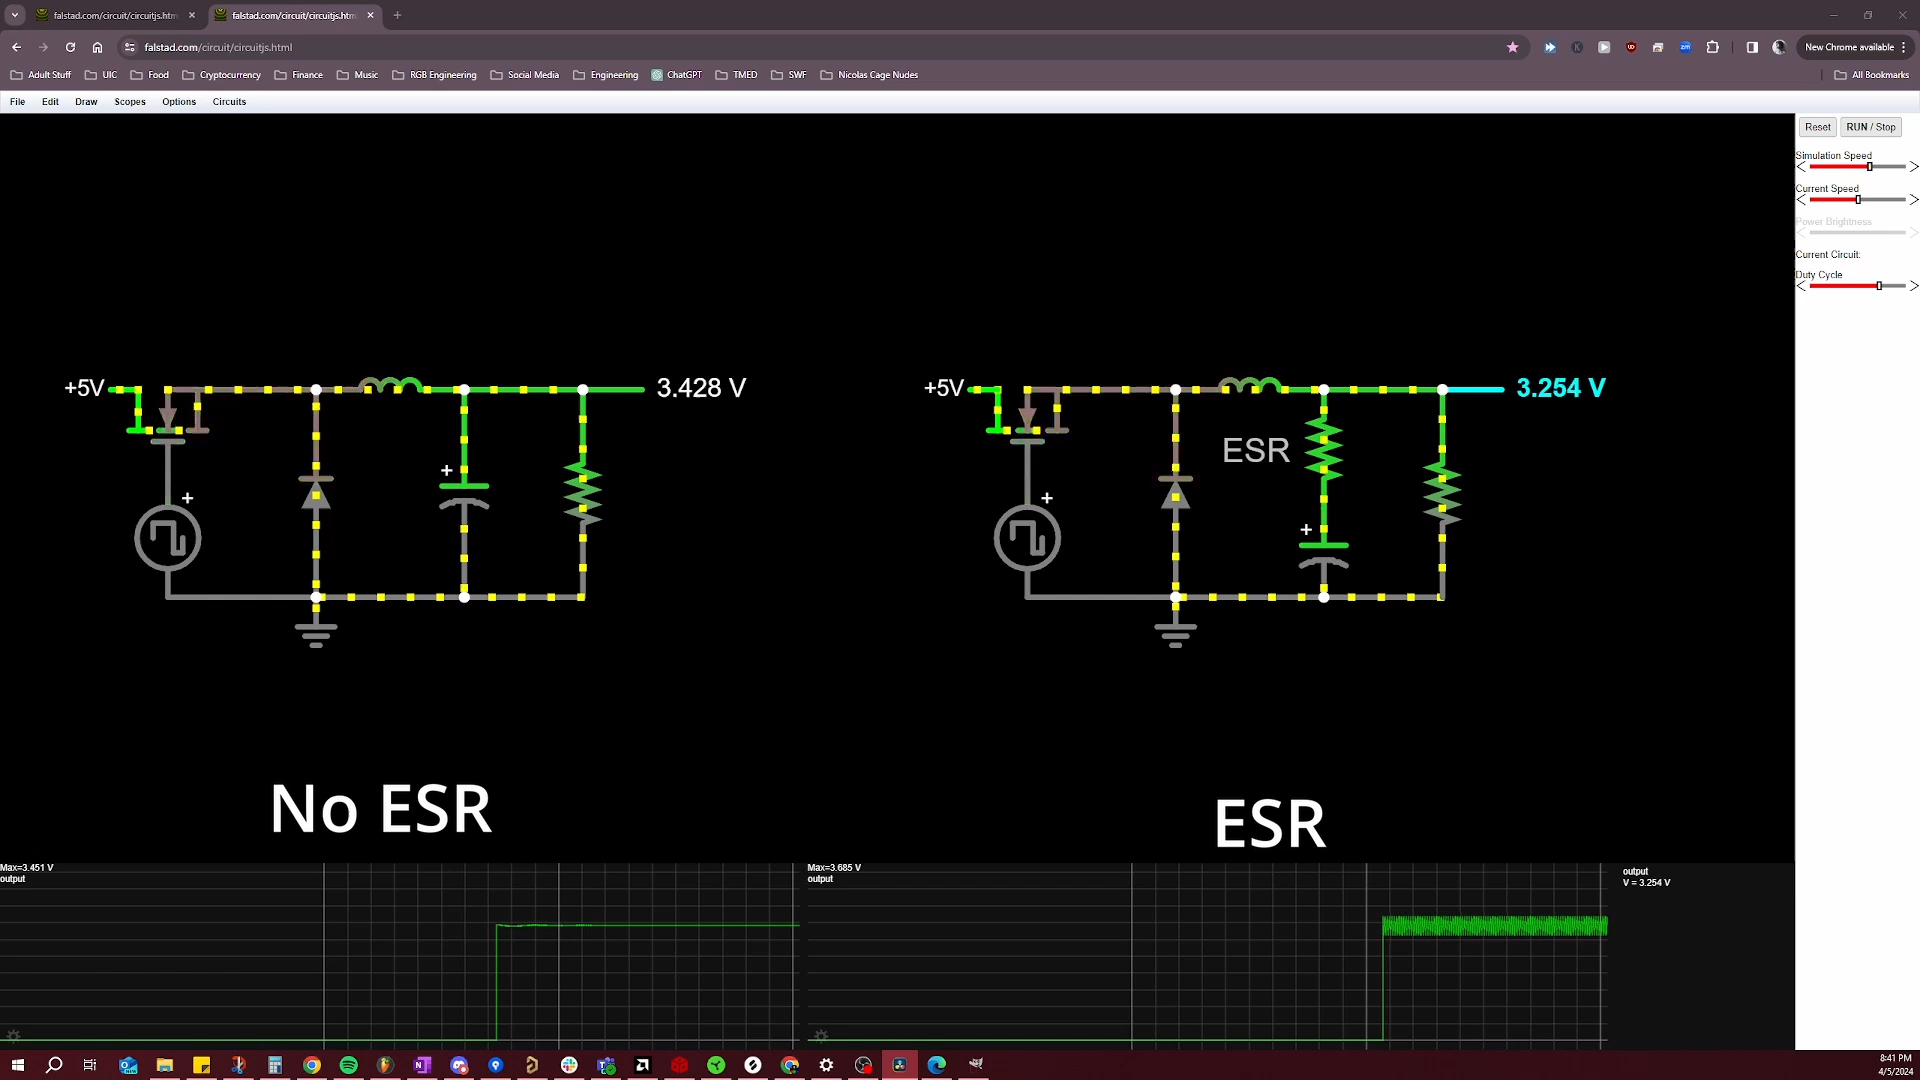 falstad.com/circuit/circuitjs.htm
falstad.com/circuit/circuitjs.htm
falstad.com/circuit/circuitjs.html
New Chrome available
Adult Stuff
UIC
Food
Cryptocurrency
Finance
Music
RGB Engineering
Social Media
Engineering
ChatGPT
TMED
SWF
Nicolas Cage Nudes
All Bookmarks
File Edit Draw Scopes Options Circuits
Reset
RUN / Stop
Simulation Speed
Current Speed
Power Brightness
Current Circuit:
Duty Cycle
+5V
3.428 V
+
+
+5V
3.254 V
ESR
+
+
No ESR
ESR
Max=3.451 V
output
Max=3.685 V
output
output
V = 3.254 V
8:41 PM
4/5/2024